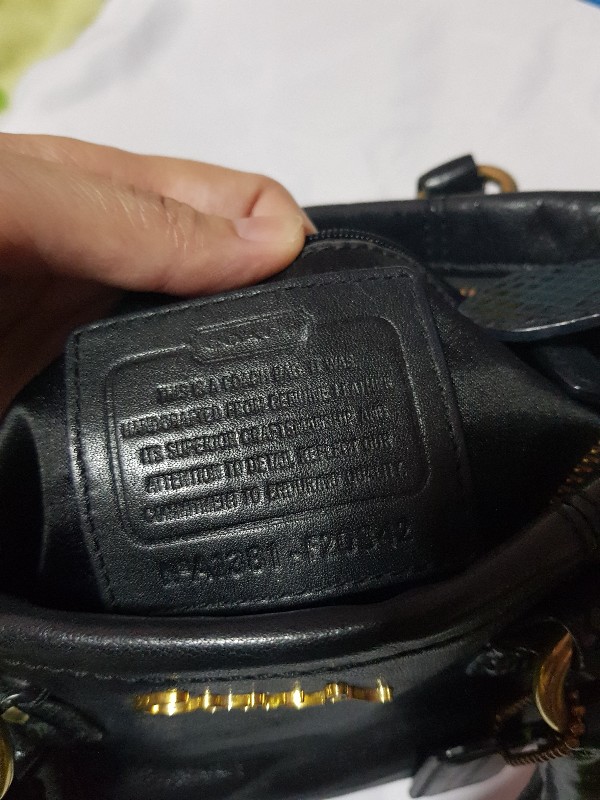 COACH
THIS IS A COACH BAG. IT WAS
HANDCRAFTED FROM GENUINE LEATHER.
ITS SUPERIOR CRAFTSMANSHIP AND
ATTENTION TO DETAIL REFLECT OUR
COMMITMENT TO ENDURING QUALITY.